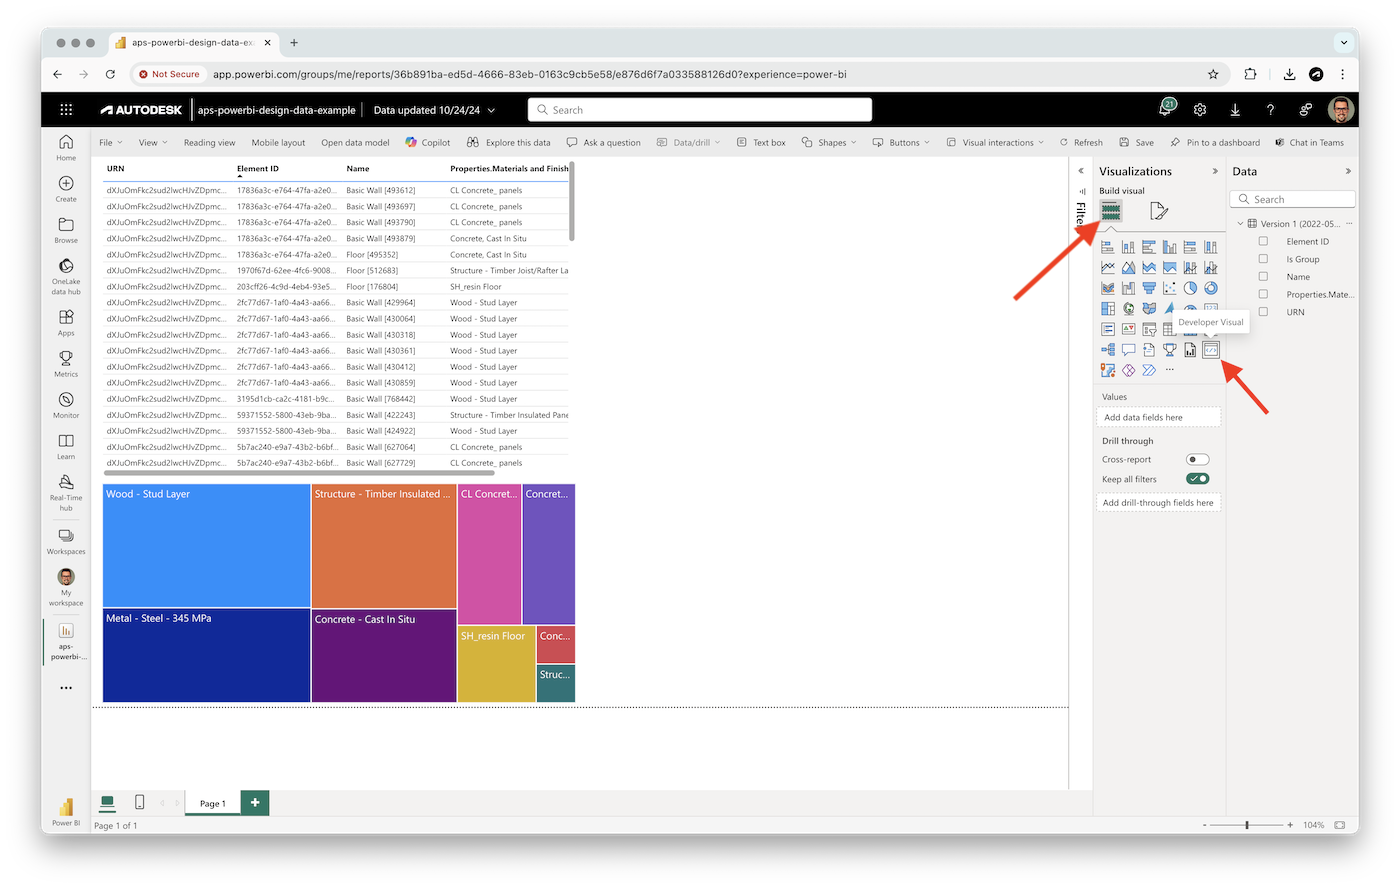 aps-powerbi-design-data-ex
Not Secure
app.powerbi.com/groups/me/reports/36b891ba-ed5d-4666-83eb-0163c9cb5e58/e876d6f7a033588126d0?experience=power-bi
AUTODESK
aps-powerbi-design-data-example
Data updated 10/24/24
Search
21
File
View
Reading view
Mobile layout
Open data model
Copilot
Explore this data
Ask a question
Data/drill
Text box
Shapes
Buttons
Visual interactions
Refresh
Save
Pin to a dashboard
Chat in Teams
Home
Create
Browse
OneLake
data hub
Apps
Metrics
Monitor
Learn
Real-Time
hub
Workspaces
My
workspace
aps-
powerbi-...
Power BI
URN Element ID Name Properties.Materials and Finish
dXJuOmFkc2sud2lwcHJvZDpmc... 17836a3c-e764-47fa-a2e0... Basic Wall [493612] CL Concrete_ panels
dXJuOmFkc2sud2lwcHJvZDpmc... 17836a3c-e764-47fa-a2e0... Basic Wall [493697] CL Concrete_ panels
dXJuOmFkc2sud2lwcHJvZDpmc... 17836a3c-e764-47fa-a2e0... Basic Wall [493790] CL Concrete_ panels
dXJuOmFkc2sud2lwcHJvZDpmc... 17836a3c-e764-47fa-a2e0... Basic Wall [493879] Concrete, Cast In Situ
dXJuOmFkc2sud2lwcHJvZDpmc... 17836a3c-e764-47fa-a2e0... Floor [495352] Concrete, Cast In Situ
dXJuOmFkc2sud2lwcHJvZDpmc... 1970f67d-62ee-4fc6-9008... Floor [512683] Structure - Timber Joist/Rafter La
dXJuOmFkc2sud2lwcHJvZDpmc... 203cff26-4c9d-4eb4-93e5... Floor [176804] SH_resin Floor
dXJuOmFkc2sud2lwcHJvZDpmc... 2fc77d67-1af0-4a43-aa66... Basic Wall [429964] Wood - Stud Layer
dXJuOmFkc2sud2lwcHJvZDpmc... 2fc77d67-1af0-4a43-aa66... Basic Wall [430064] Wood - Stud Layer
dXJuOmFkc2sud2lwcHJvZDpmc... 2fc77d67-1af0-4a43-aa66... Basic Wall [430318] Wood - Stud Layer
dXJuOmFkc2sud2lwcHJvZDpmc... 2fc77d67-1af0-4a43-aa66... Basic Wall [430361] Wood - Stud Layer
dXJuOmFkc2sud2lwcHJvZDpmc... 2fc77d67-1af0-4a43-aa66... Basic Wall [430412] Wood - Stud Layer
dXJuOmFkc2sud2lwcHJvZDpmc... 2fc77d67-1af0-4a43-aa66... Basic Wall [430859] Wood - Stud Layer
dXJuOmFkc2sud2lwcHJvZDpmc... 3195d1cb-ca2c-4181-b9c... Basic Wall [768442] Wood - Stud Layer
dXJuOmFkc2sud2lwcHJvZDpmc... 59371552-5800-43eb-9ba... Basic Wall [422243] Structure - Timber Insulated Pane
dXJuOmFkc2sud2lwcHJvZDpmc... 59371552-5800-43eb-9ba... Basic Wall [424922] Wood - Stud Layer
dXJuOmFkc2sud2lwcHJvZDpmc... 5b7ac240-e9a7-43b2-b6bf... Basic Wall [627064] CL Concrete_ panels
dXJuOmFkc2sud2lwcHJvZDpmc... 5b7ac240-e9a7-43b2-b6bf... Basic Wall [627729] CL Concrete_ panels
Wood - Stud Layer
Structure - Timber Insulated ...
CL Concret...
Concret...
Metal - Steel - 345 MPa
Concrete - Cast In Situ
SH_resin Floor
Conc...
Struc...
Filte
Visualizations
Build visual
Developer Visual
Values
Add data fields here
Drill through
Cross-report
Keep all filters
Add drill-through fields here
Data
Search
Version 1 (2022-05...
Element ID
Is Group
Name
Properties.Mate...
URN
Page 1
Page 1 of 1
104%